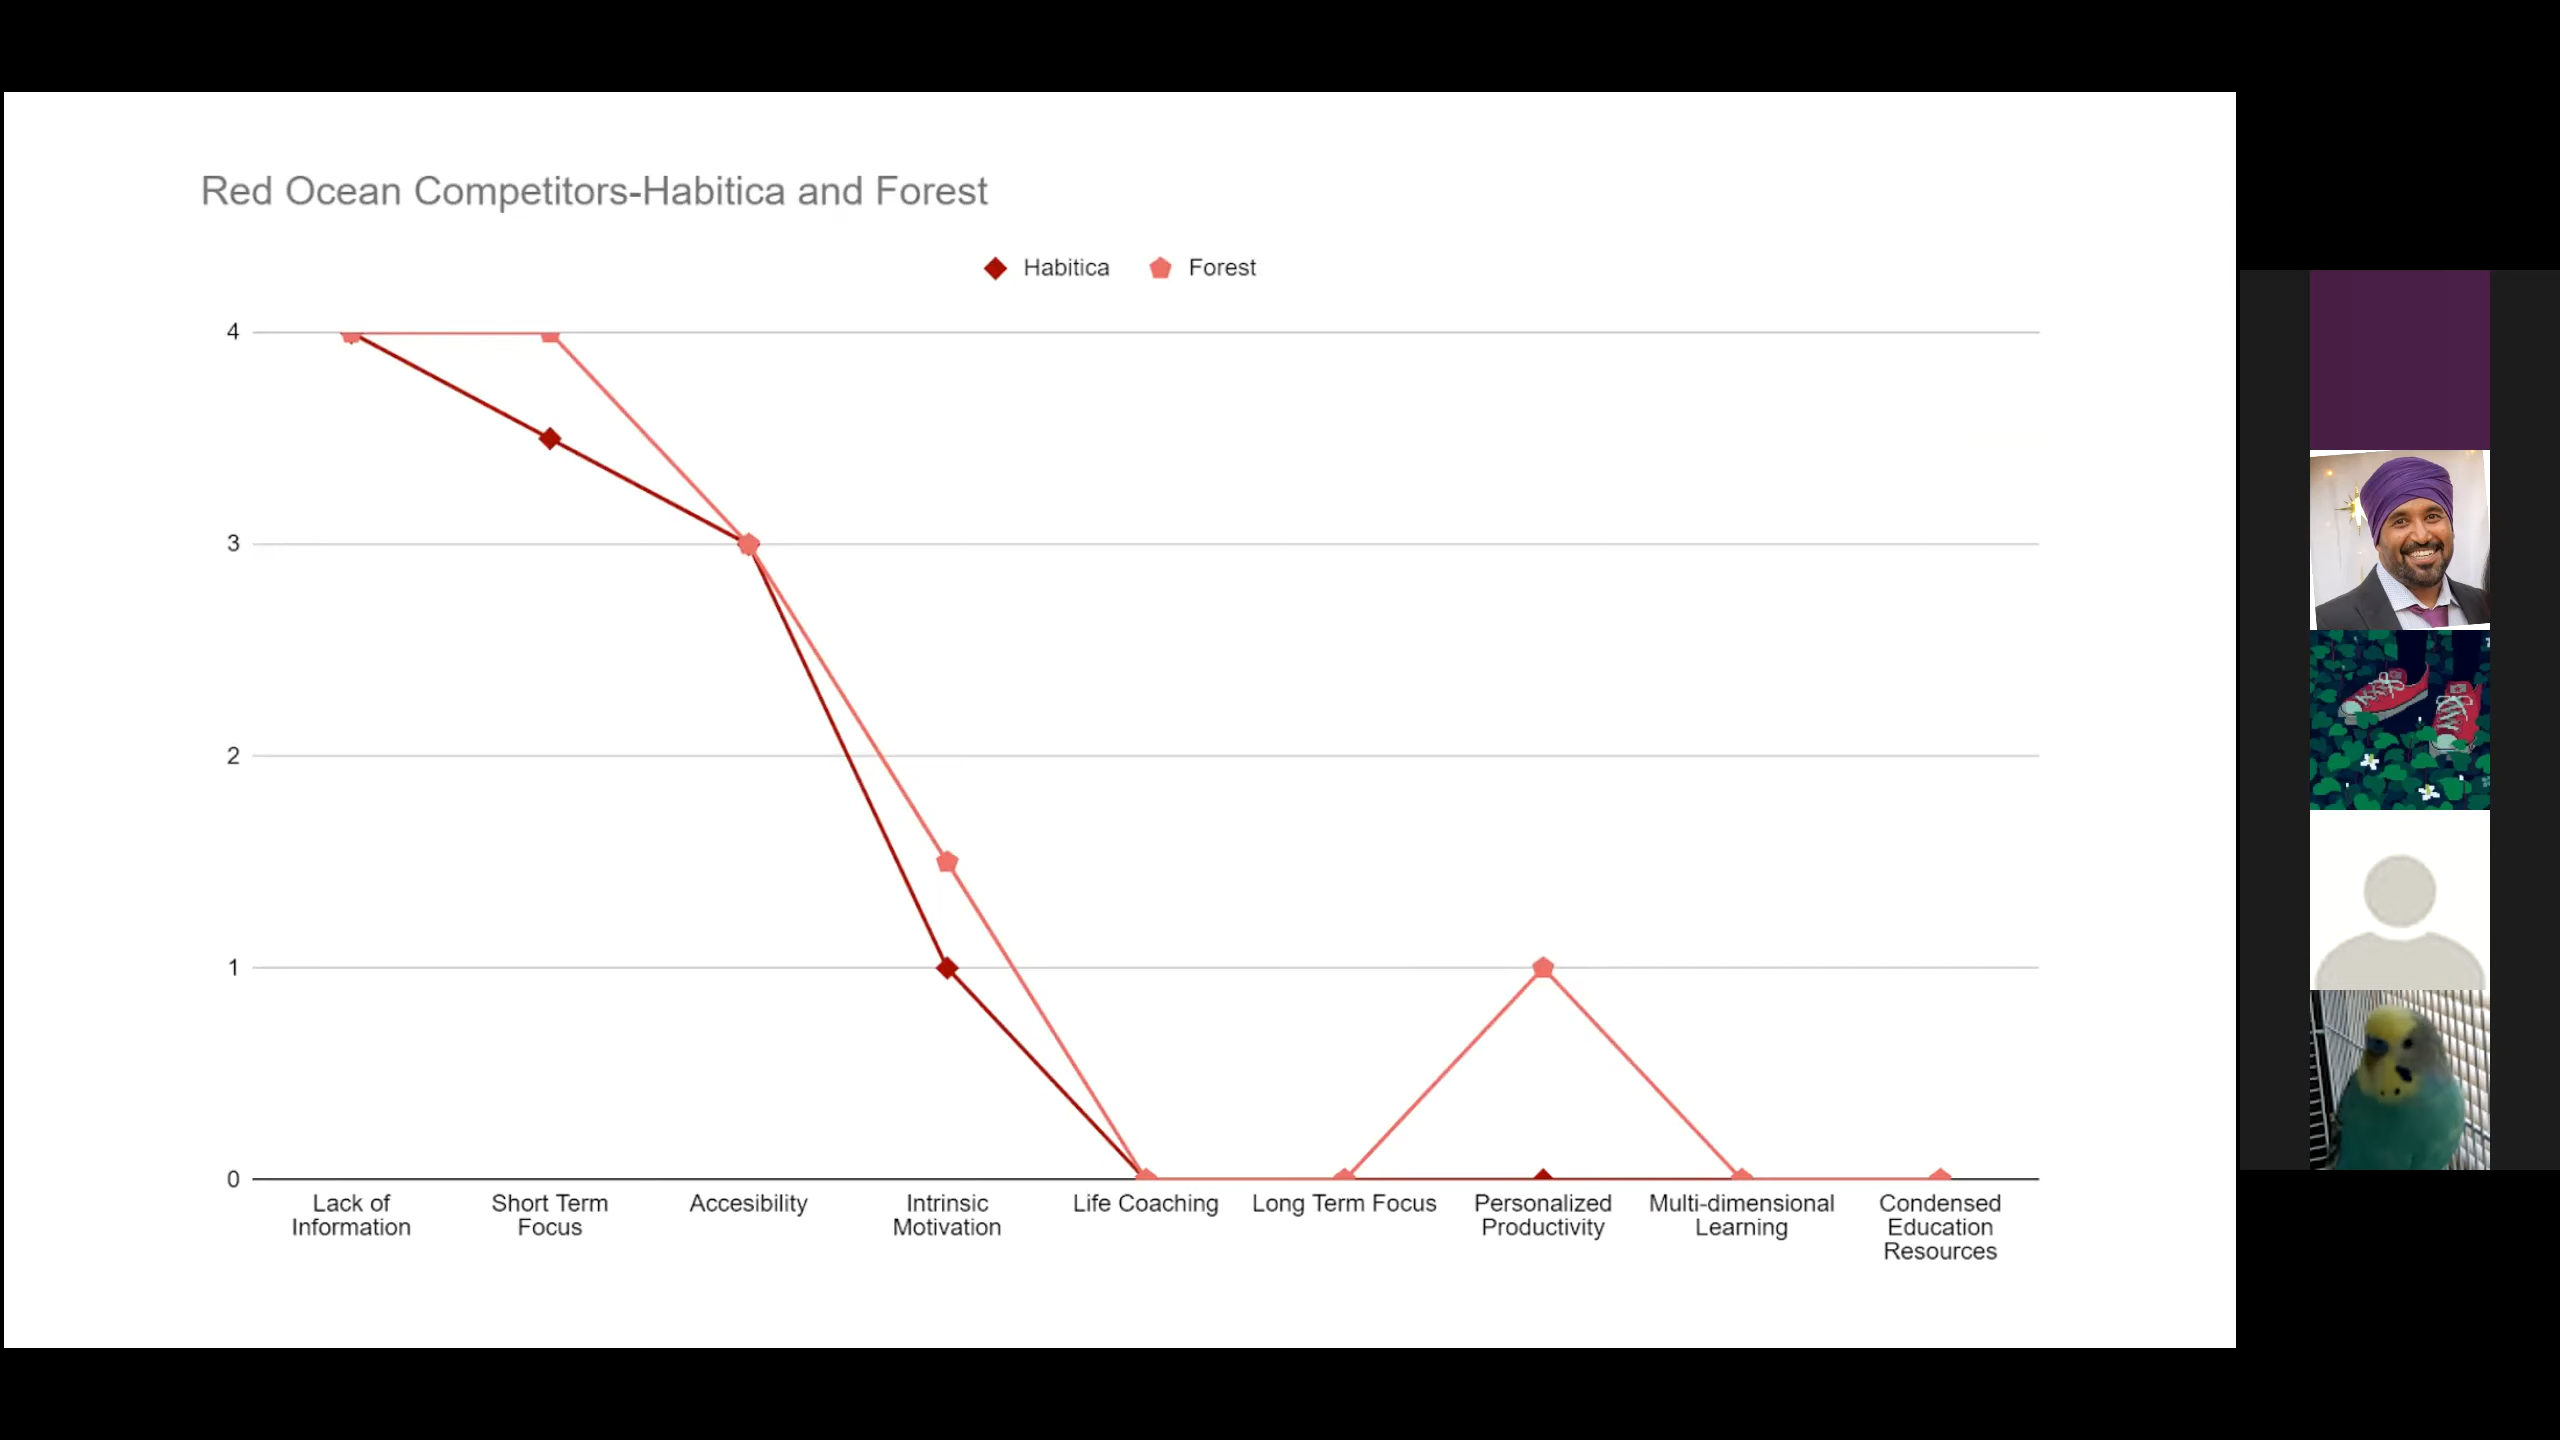 Red Ocean Competitors-Habitica and Forest
Habitica
Forest
4
3
2
1
0
Lack of
Information
Short Term
Focus
Accesibility
Intrinsic
Motivation
Life Coaching
Long Term Focus
Personalized
Productivity
Multi-dimensional
Learning
Condensed
Education
Resources